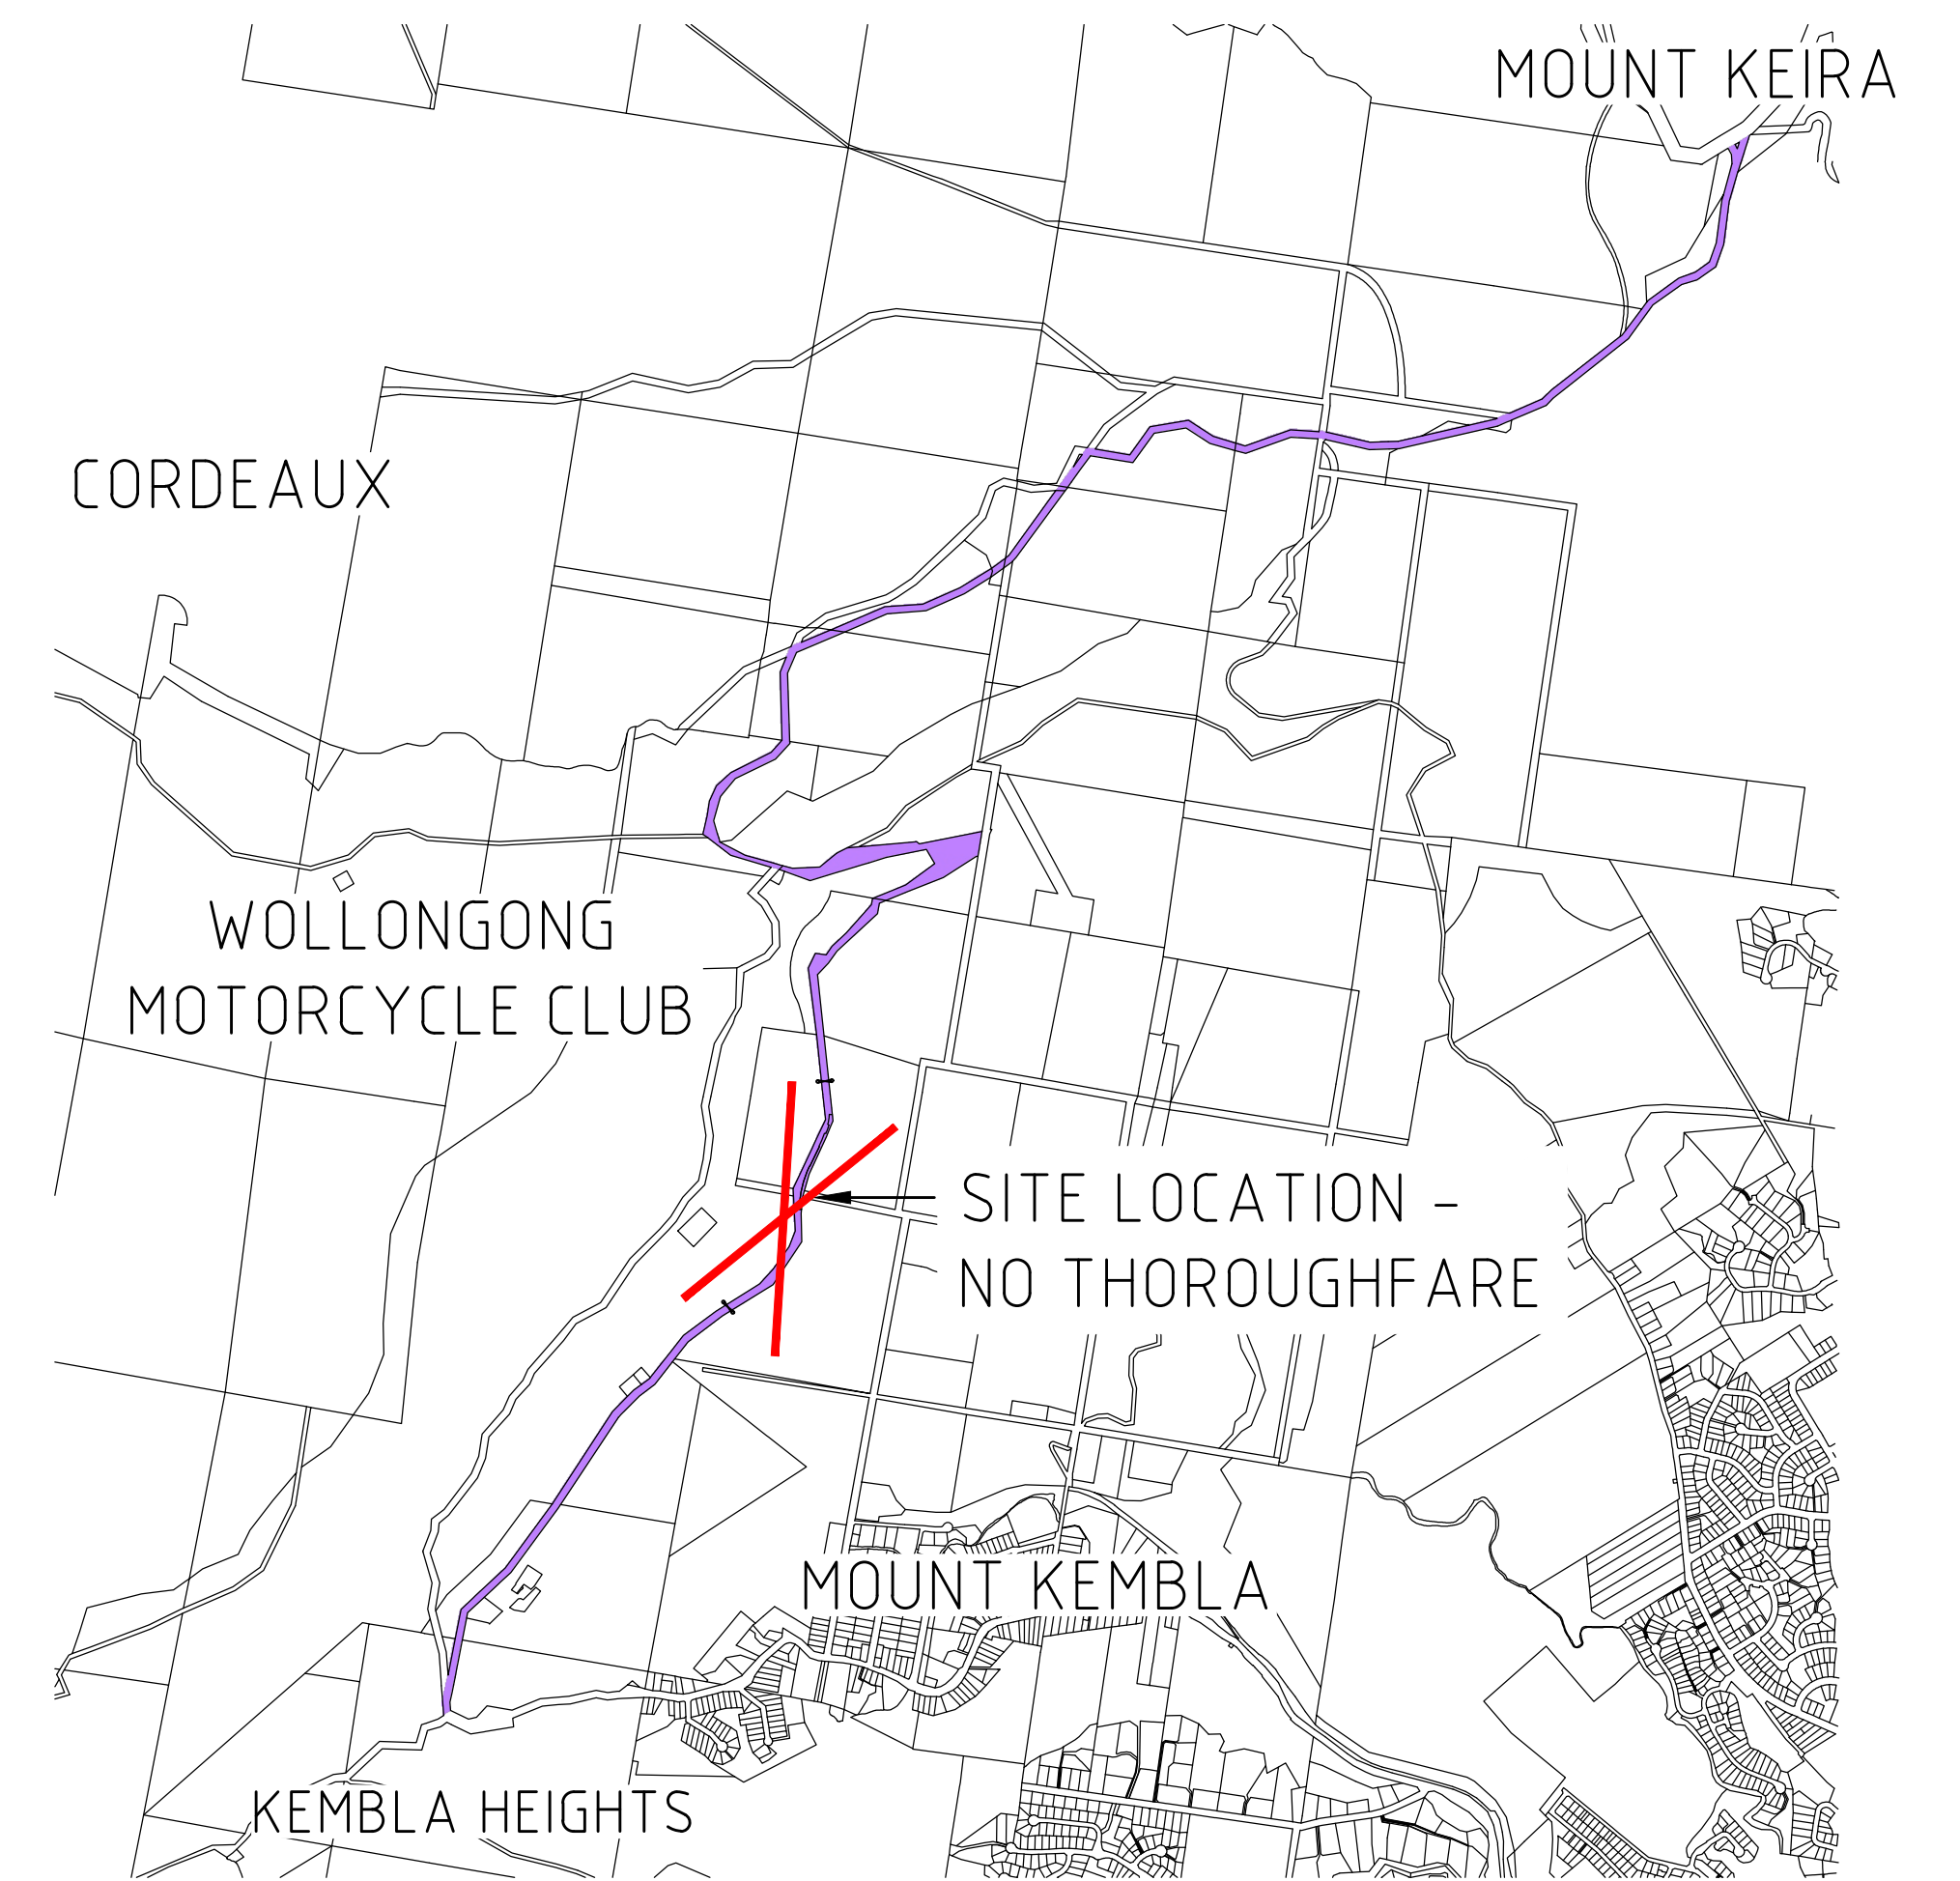 MOUNT KEIRA
CORDEAUX
WOLLONGONG
MOTORCYCLE CLUB
SITE LOCATION -
NO THOROUGHFARE
MOUNT KEMBLA
KEMBLA HEIGHTS